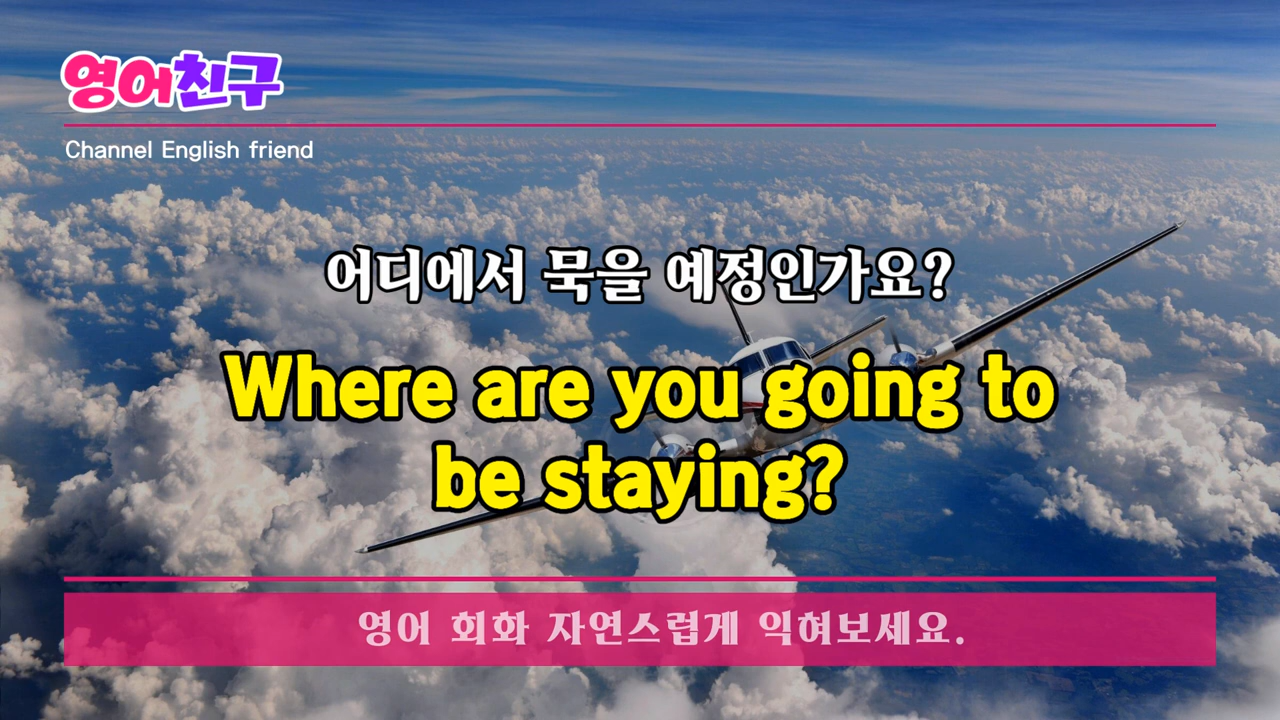 영어친구
Channel English friend
어디에서 묵을 예정인가요?
Where are you going to
be staying?
영어 회화 자연스럽게 익혀보세요.